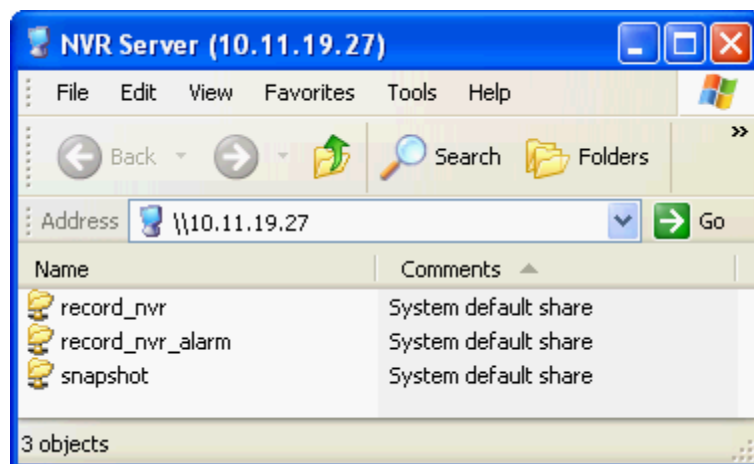 NVR Server (10.11.19.27)
File Edit View Favorites Tools Help
Back Search Folders »
Address \\10.11.19.27 Go
Name Comments
record_nvr System default share
record_nvr_alarm System default share
snapshot System default share
3 objects